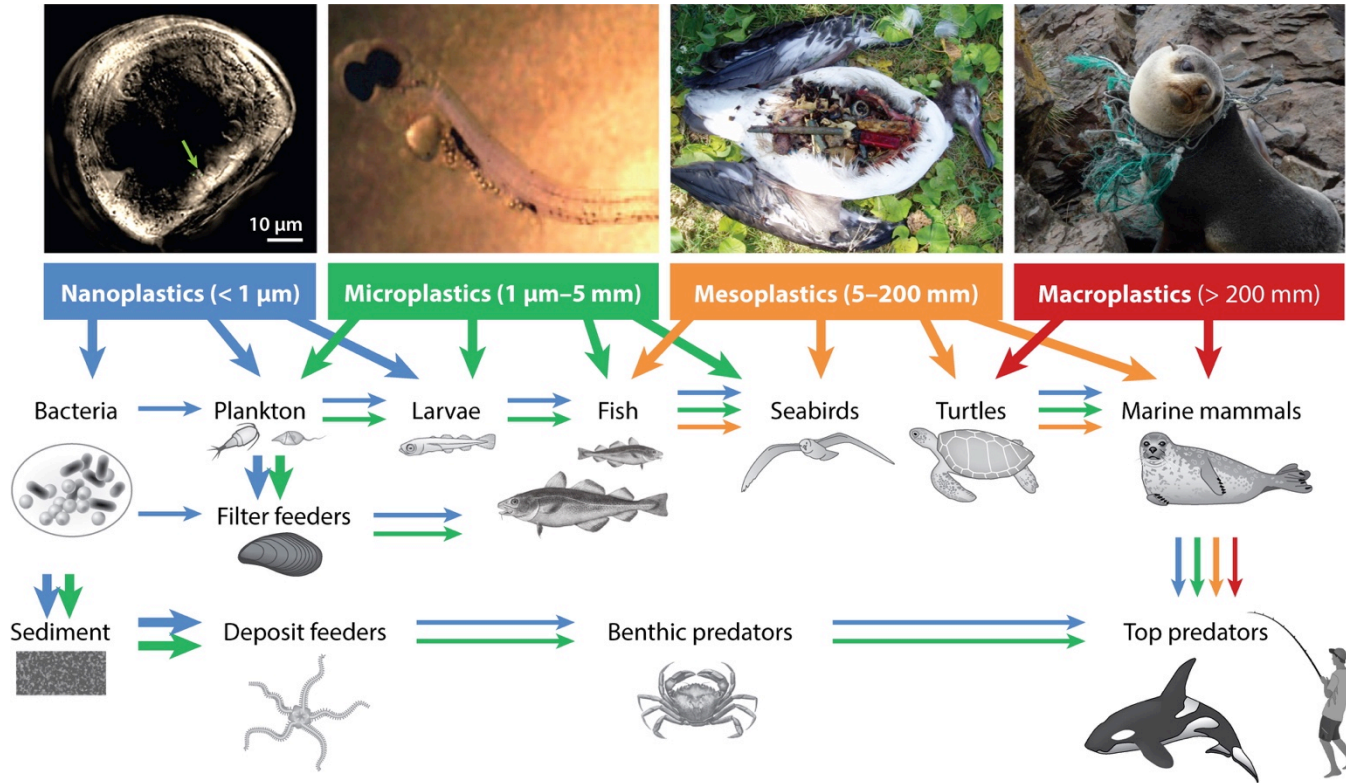 10 µm
Nanoplastics (< 1 µm)
Microplastics (1 µm–5 mm)
Mesoplastics (5–200 mm)
Macroplastics (> 200 mm)
Bacteria
Plankton
Larvae
Fish
Seabirds
Turtles
Marine mammals
Filter feeders
Sediment
Deposit feeders
Benthic predators
Top predators